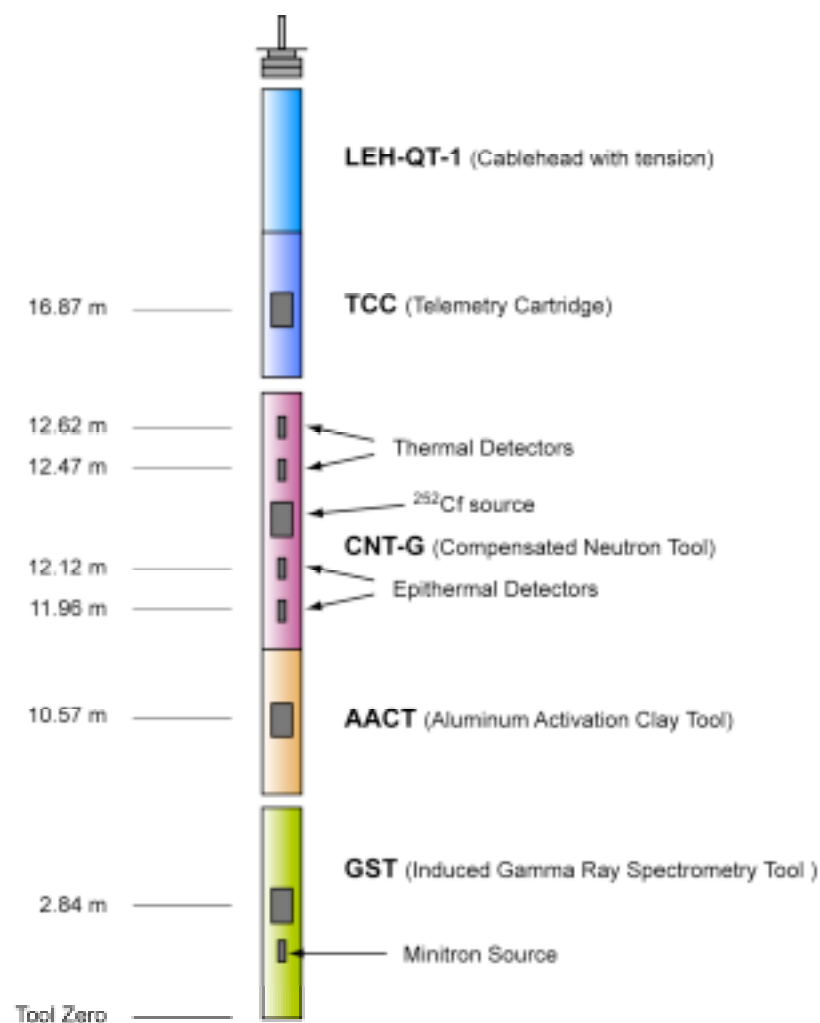 LEH-QT-1 (Cablehead with tension)
16.87 m
TCC (Telemetry Cartridge)
12.62 m
Thermal Detectors
12.47 m
252Cf source
CNT-G (Compensated Neutron Tool)
12.12 m
Epithermal Detectors
11.96 m
10.57 m
AACT (Aluminum Activation Clay Tool)
GST (Induced Gamma Ray Spectrometry Tool )
2.84 m
Minitron Source
Tool Zero